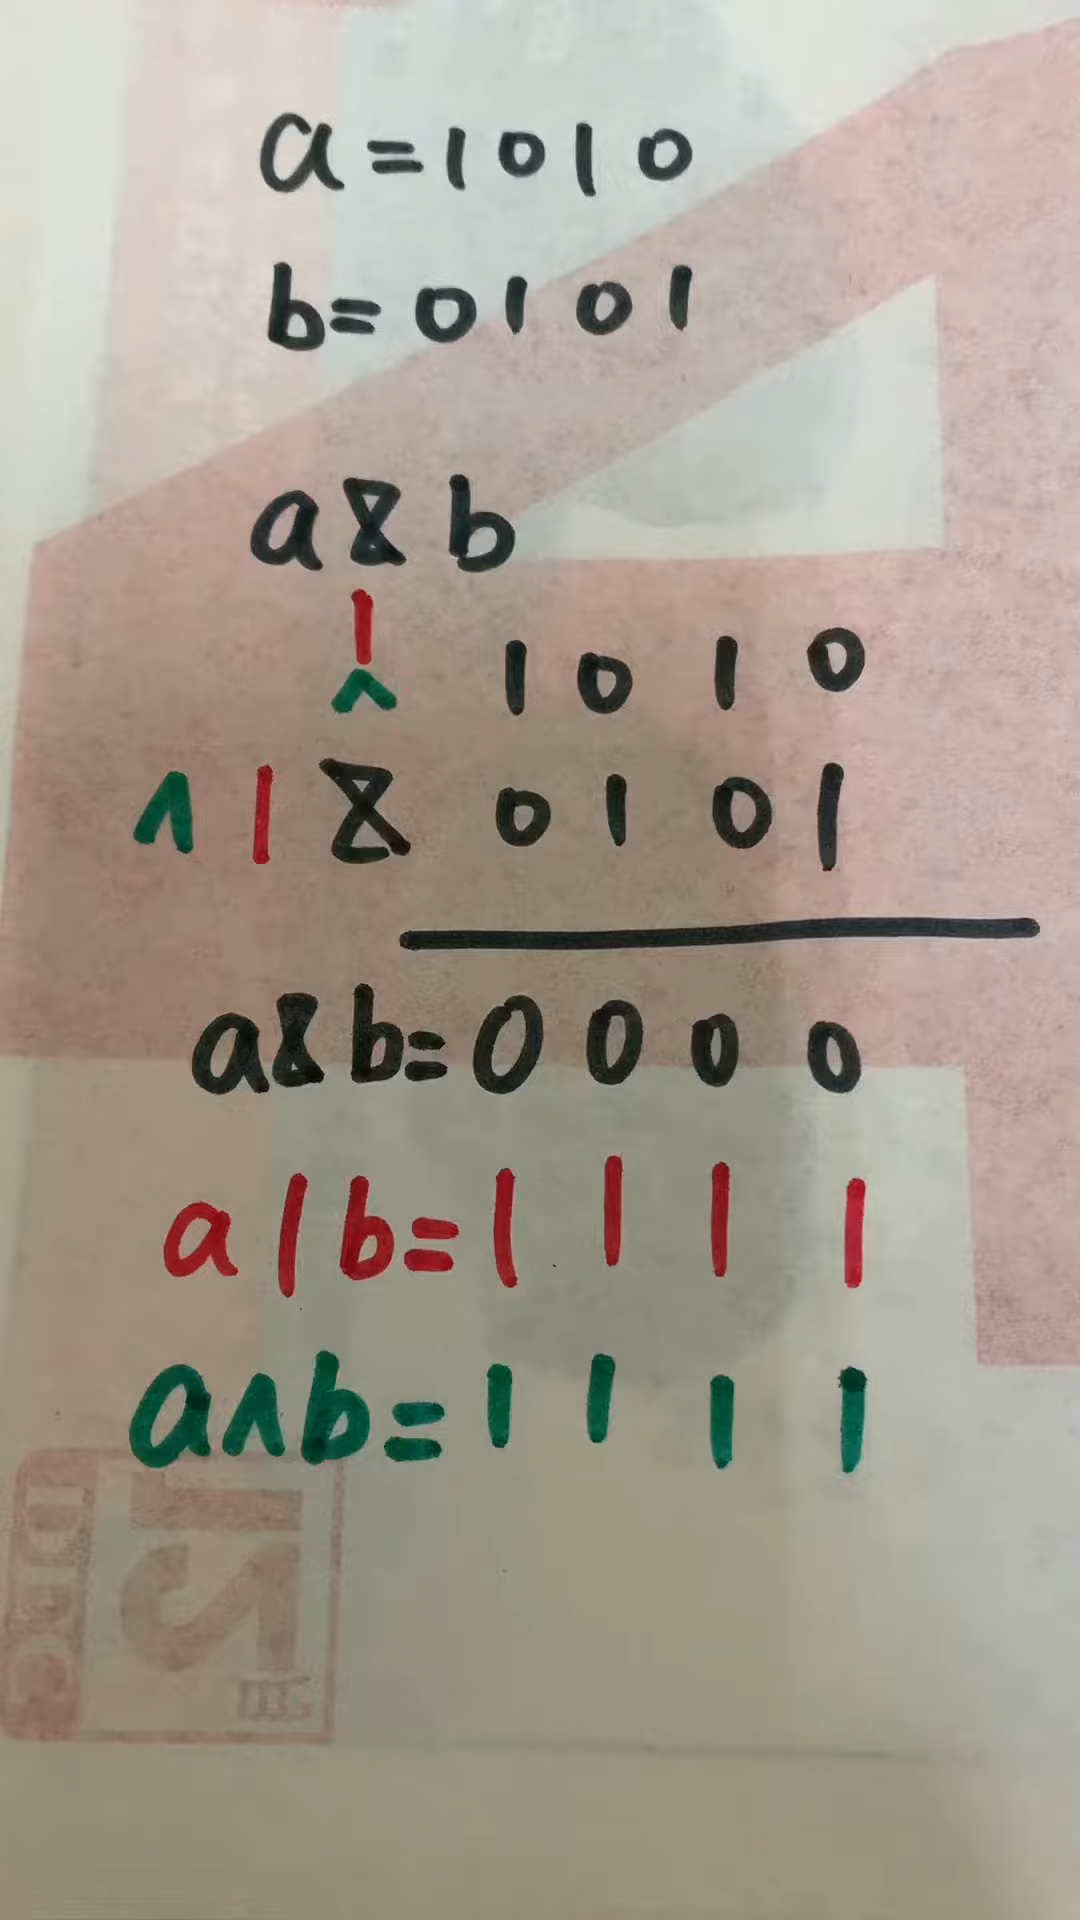 a=1010
b=0101
a&b
|
^ 1010
^ | & 0101
a&b=0000
a|b=1111
a^b=1111